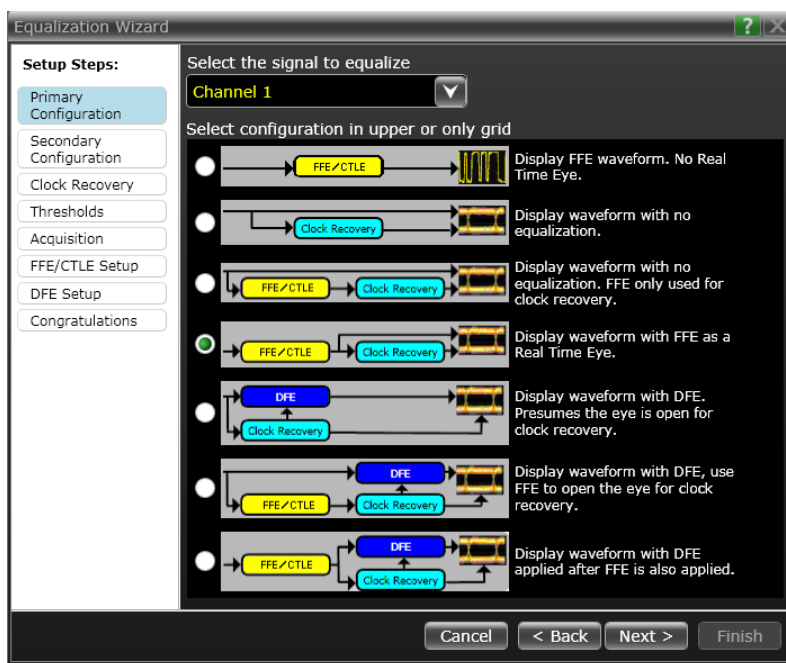 Equalization Wizard
?
X
Setup Steps:
Primary
Configuration
Secondary
Configuration
Clock Recovery
Thresholds
Acquisition
FFE/CTLE Setup
DFE Setup
Congratulations
Select the signal to equalize
Channel 1
Select configuration in upper or only grid
FFE/CTLE
Display FFE waveform. No Real
Time Eye.
Clock Recovery
Display waveform with no
equalization.
FFE/CTLE Clock Recovery
Display waveform with no
equalization. FFE only used for
clock recovery.
FFE/CTLE Clock Recovery
Display waveform with FFE as a
Real Time Eye.
DFE
Clock Recovery
Display waveform with DFE.
Presumes the eye is open for
clock recovery.
DFE
FFE/CTLE Clock Recovery
Display waveform with DFE, use
FFE to open the eye for clock
recovery.
DFE
FFE/CTLE
Clock Recovery
Display waveform with DFE
applied after FFE is also applied.
Cancel < Back Next > Finish